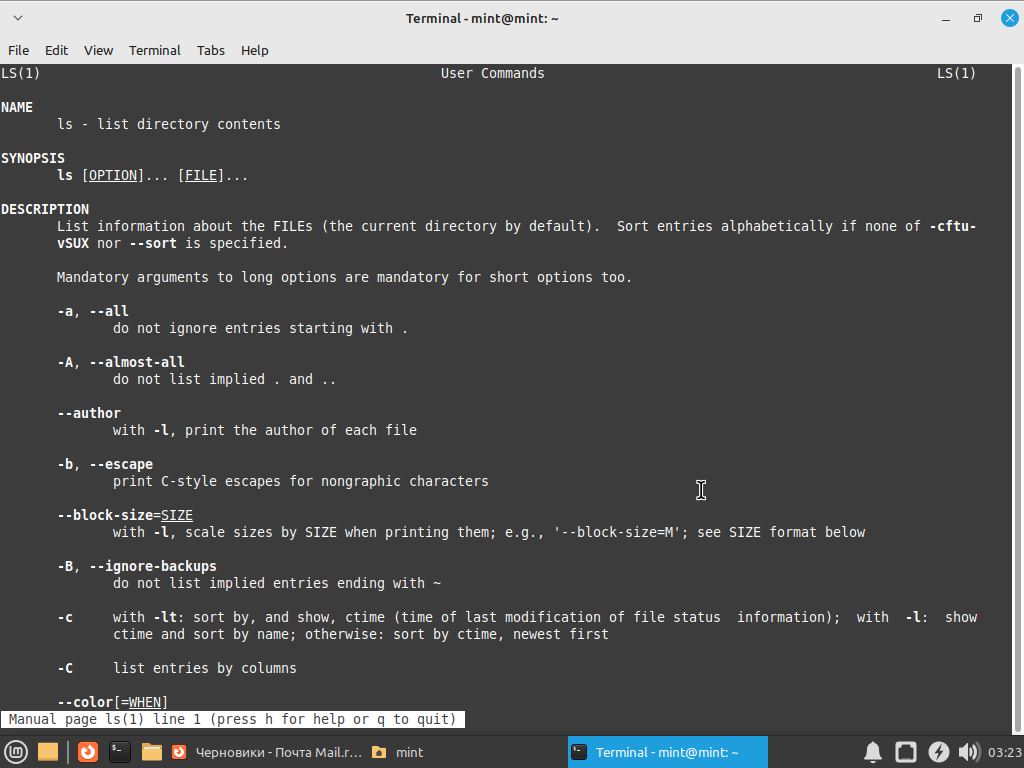 Terminal - mint@mint: ~
File Edit View Terminal Tabs Help
LS(1) User Commands LS(1)
NAME
ls - list directory contents
SYNOPSIS
ls [OPTION]... [FILE]...
DESCRIPTION
List information about the FILEs (the current directory by default).  Sort entries alphabetically if none of -cftu-
vSUX nor --sort is specified.
Mandatory arguments to long options are mandatory for short options too.
-a, --all
do not ignore entries starting with .
-A, --almost-all
do not list implied . and ..
--author
with -l, print the author of each file
-b, --escape
print C-style escapes for nongraphic characters
--block-size=SIZE
with -l, scale sizes by SIZE when printing them; e.g., '--block-size=M'; see SIZE format below
-B, --ignore-backups
do not list implied entries ending with ~
-c with -lt: sort by, and show, ctime (time of last modification of file status  information);  with  -l:  show
ctime and sort by name; otherwise: sort by ctime, newest first
-C list entries by columns
--color[=WHEN]
Manual page ls(1) line 1 (press h for help or q to quit)
Черновики - Почта Mail.r... mint Terminal - mint@mint: ~ 03:23